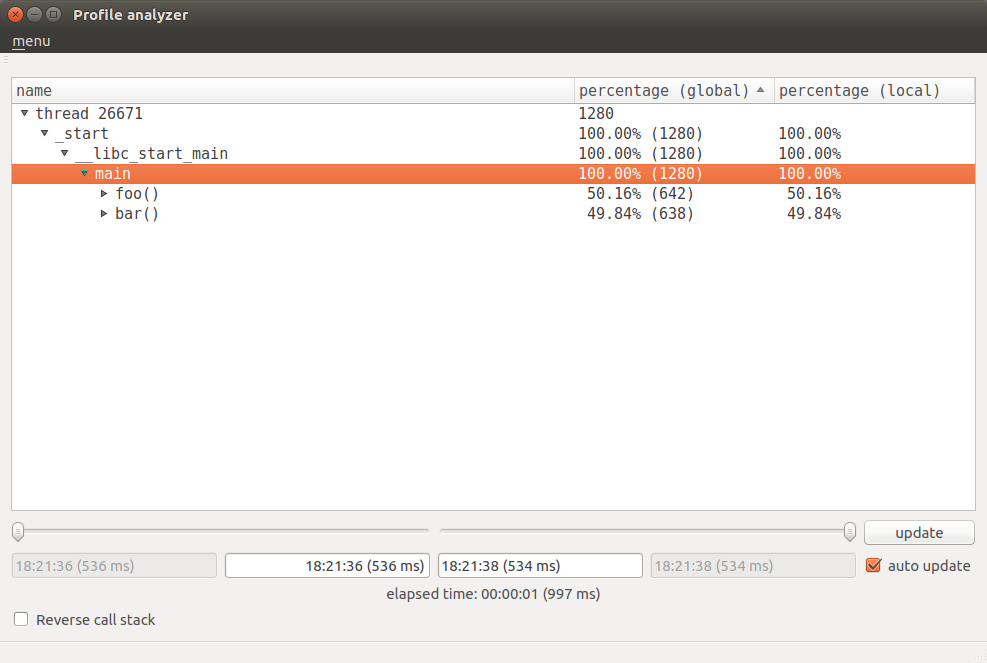 Profile analyzer
menu
name percentage (global) percentage (local)
thread 26671 1280
_start 100.00% (1280) 100.00%
__libc_start_main 100.00% (1280) 100.00%
main 100.00% (1280) 100.00%
foo() 50.16% (642) 50.16%
bar() 49.84% (638) 49.84%
update
18:21:36 (536 ms) 18:21:36 (536 ms) 18:21:38 (534 ms) 18:21:38 (534 ms) auto update
elapsed time: 00:00:01 (997 ms)
Reverse call stack